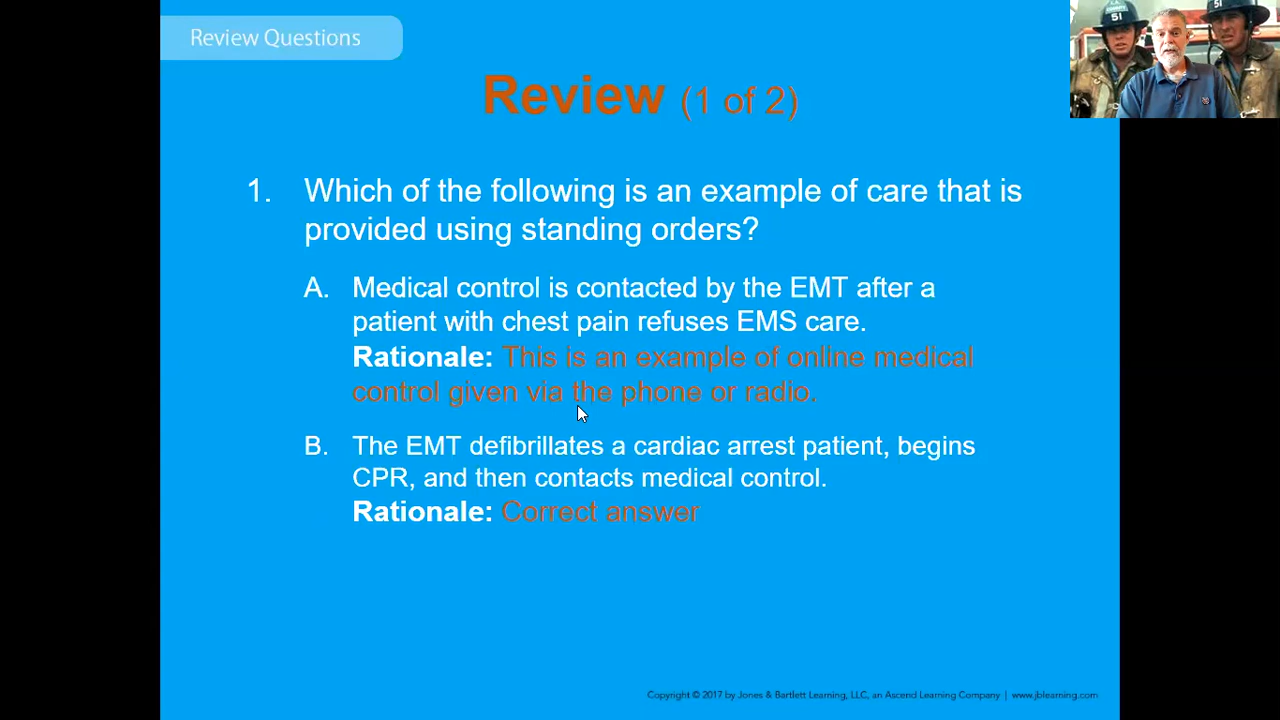 Review Questions
Review (1 of 2)
1. Which of the following is an example of care that is
provided using standing orders?
A. Medical control is contacted by the EMT after a
patient with chest pain refuses EMS care.
Rationale: This is an example of online medical
control given via the phone or radio.
B. The EMT defibrillates a cardiac arrest patient, begins
CPR, and then contacts medical control.
Rationale: Correct answer
Copyright © 2017 by Jones & Bartlett Learning, LLC, an Ascend Learning Company | www.jblearning.com
51
51